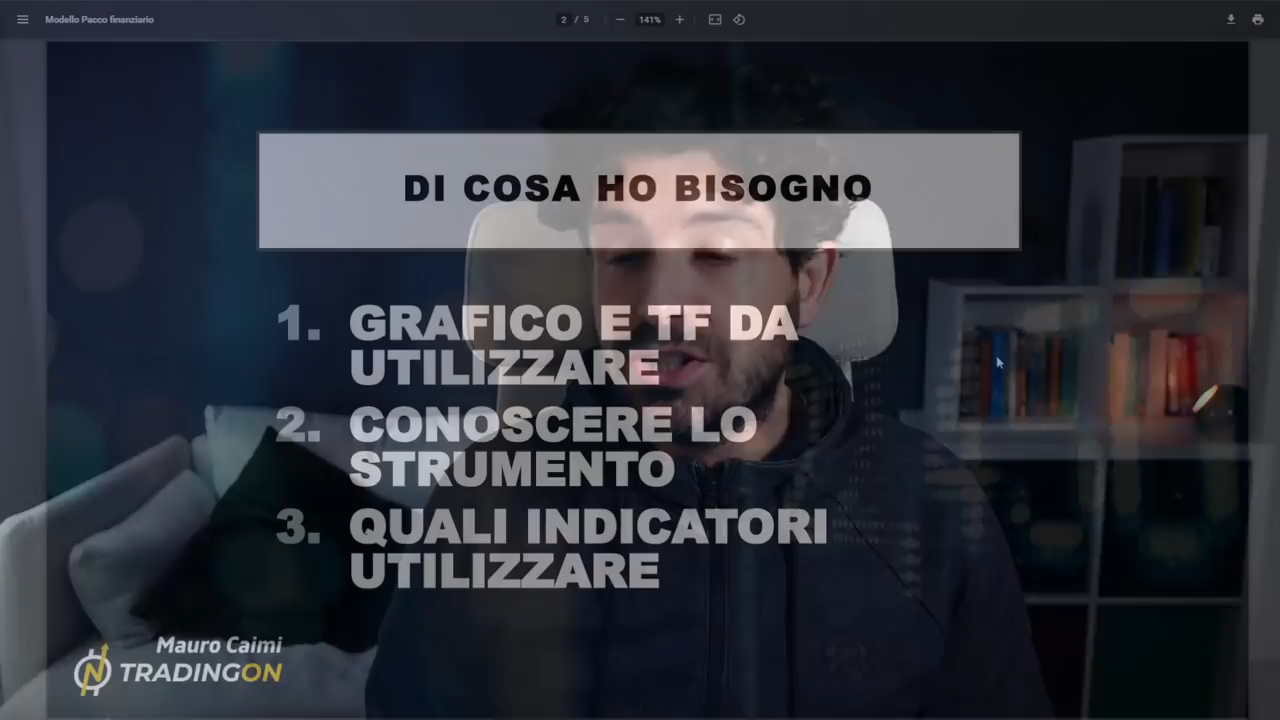 Modello Pacco finanziario
2 / 5
141%
DI COSA HO BISOGNO
1. GRAFICO E TF DA
UTILIZZARE
2. CONOSCERE LO
STRUMENTO
3. QUALI INDICATORI
UTILIZZARE
Mauro Caimi
TRADINGON